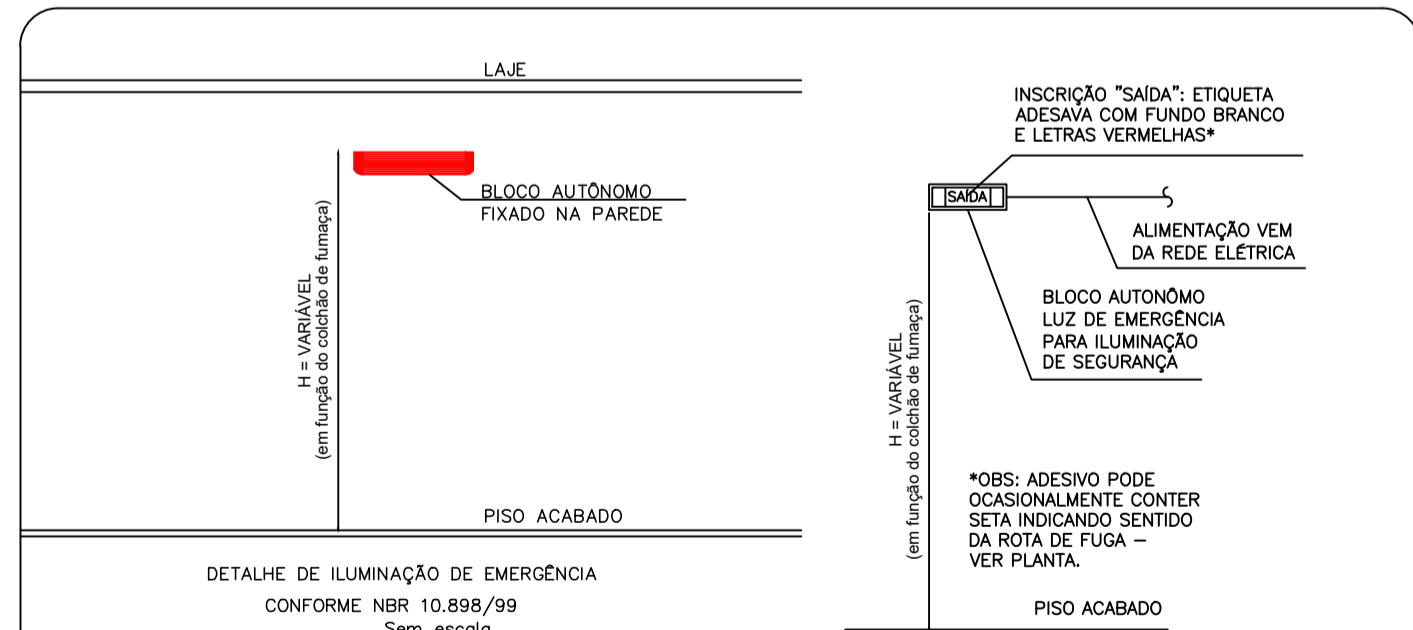 LAJE
BLOCO AUTÔNOMO
FIXADO NA PAREDE
H = VARIÁVEL
(em função do colchão de fumaça)
PISO ACABADO
DETALHE DE ILUMINAÇÃO DE EMERGÊNCIA
CONFORME NBR 10.898/99
Sem escala
INSCRIÇÃO "SAÍDA": ETIQUETA
ADESAVA COM FUNDO BRANCO
E LETRAS VERMELHAS*
SAÍDA
ALIMENTAÇÃO VEM
DA REDE ELÉTRICA
BLOCO AUTONÔMO
LUZ DE EMERGÊNCIA
PARA ILUMINAÇÃO
DE SEGURANÇA
H = VARIÁVEL
(em função do colchão de fumaça)
*OBS: ADESIVO PODE
OCASIONALMENTE CONTER
SETA INDICANDO SENTIDO
DA ROTA DE FUGA –
VER PLANTA.
PISO ACABADO